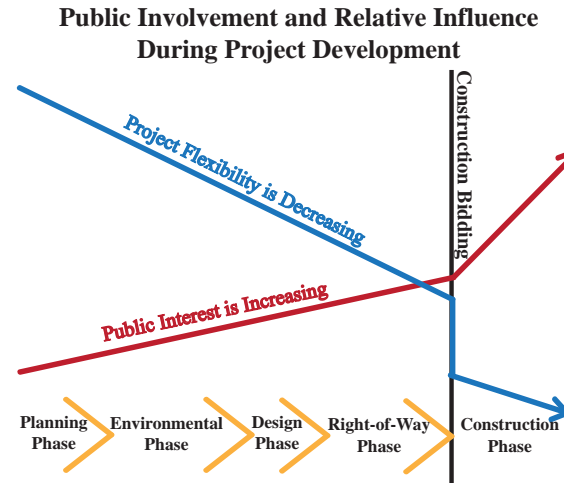 Public Involvement and Relative Influence
During Project Development
Construction Bidding
Project Flexibility is Decreasing
Public Interest is Increasing
Planning
Phase
Environmental
Phase
Design
Phase
Right-of-Way
Phase
Construction
Phase